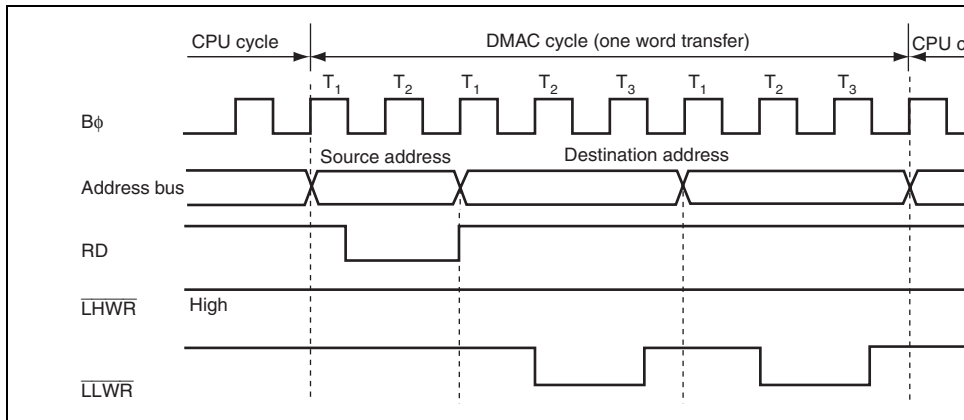 CPU cycle DMAC cycle (one word transfer) CPU c
T1 T2 T1 T2 T3 T1 T2 T3
Bϕ
Source address Destination address
Address bus
RD
LHWR High
LLWR